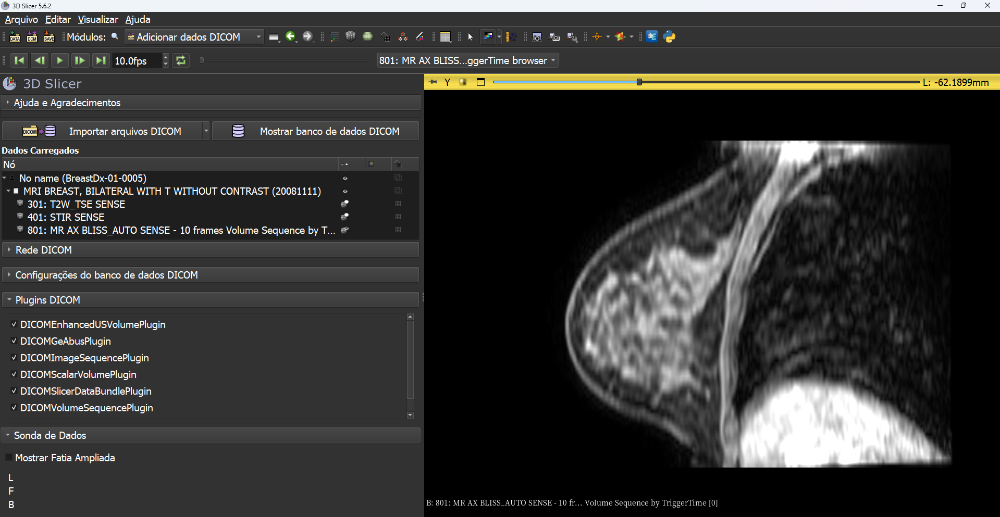 3D Slicer 5.6.2
Arquivo Editar Visualizar Ajuda
DATA DCM SAVE Módulos: Adicionar dados DICOM
10.0fps 801: MR AX BLISS...ggerTime browser
3D Slicer
Y L: -62.1899mm
Ajuda e Agradecimentos
DICOM Importar arquivos DICOM Mostrar banco de dados DICOM
Dados Carregados
Nó
No name (BreastDx-01-0005)
MRI BREAST, BILATERAL WITH T WITHOUT CONTRAST (20081111)
301: T2W_TSE SENSE
401: STIR SENSE
801: MR AX BLISS_AUTO SENSE - 10 frames Volume Sequence by T...
Rede DICOM
Configurações do banco de dados DICOM
Plugins DICOM
DICOMEnhancedUSVolumePlugin
DICOMGeAbusPlugin
DICOMImageSequencePlugin
DICOMScalarVolumePlugin
DICOMSlicerDataBundlePlugin
DICOMVolumeSequencePlugin
Sonda de Dados
Mostrar Fatia Ampliada
L
F
B
B: 801: MR AX BLISS_AUTO SENSE - 10 fr... Volume Sequence by TriggerTime [0]